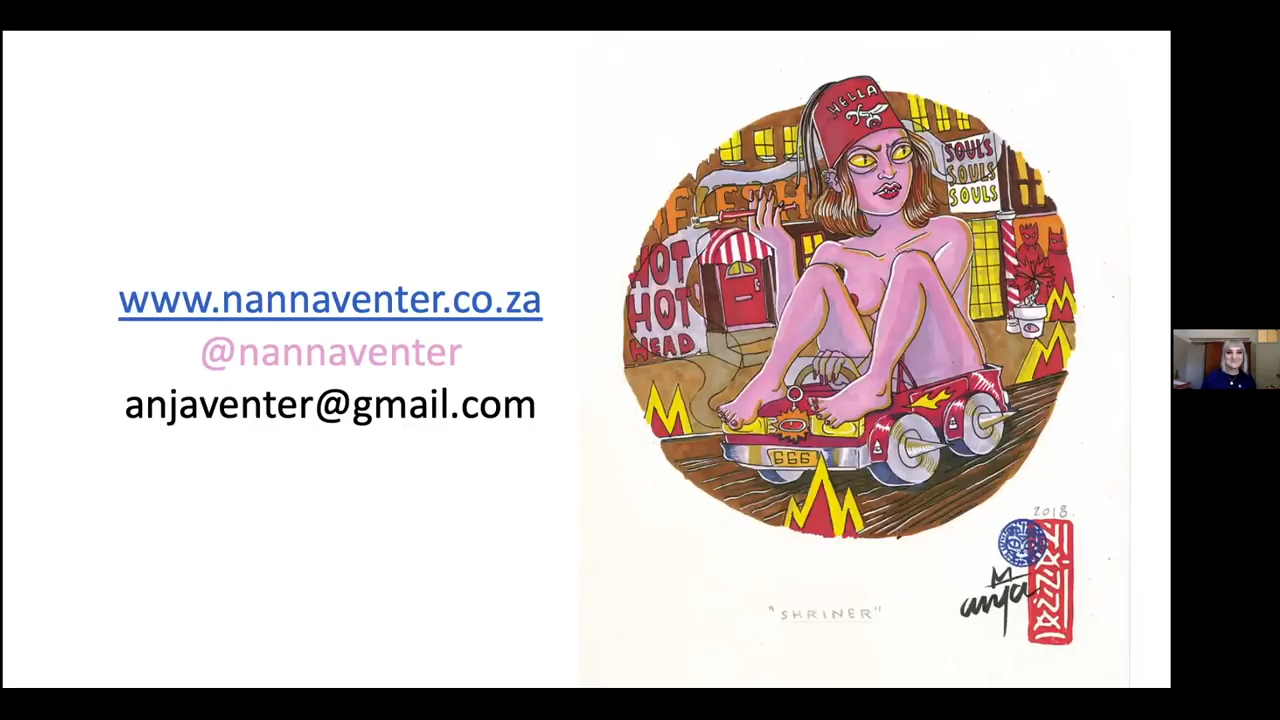 www.nannaventer.co.za
@nannaventer
anjaventer@gmail.com
HELLA
SOULS
SOULS
SOULS
FLESH
HOT
HOT
HEAD
666
2018.
anja
"SHRINER"